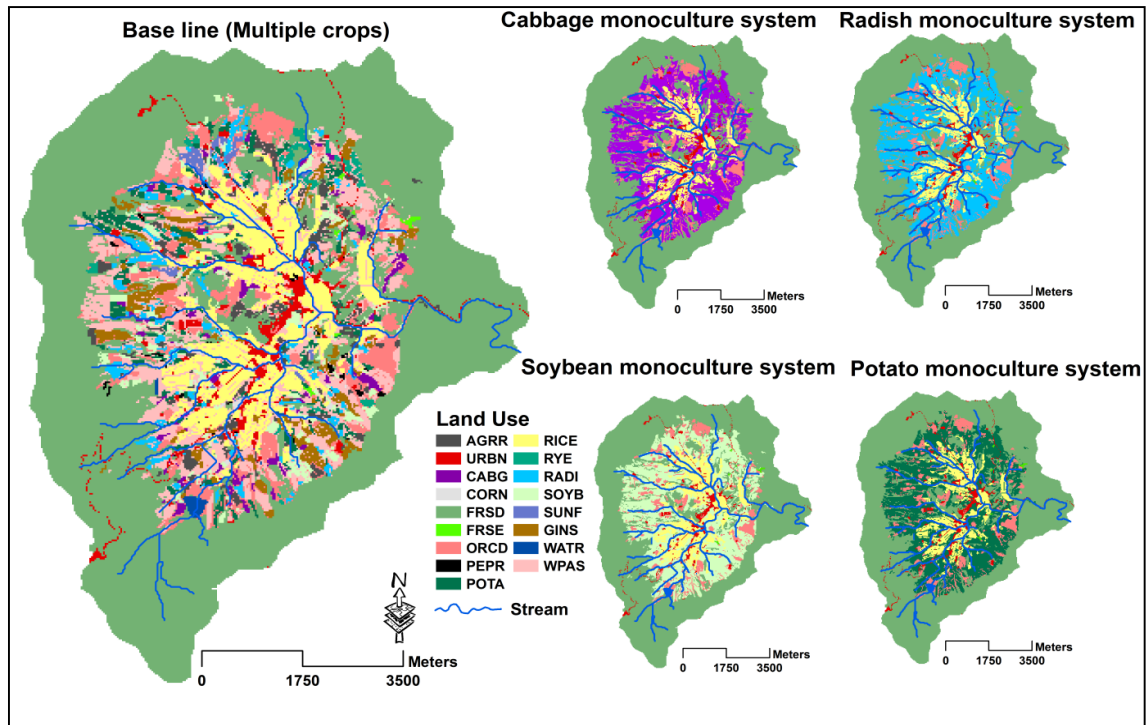 Base line (Multiple crops)
Cabbage monoculture system
Radish monoculture system
Meters
0 1750 3500
Meters
0 1750 3500
Soybean monoculture system
Potato monoculture system
Land Use
AGRR RICE
URBN RYE
CABG RADI
CORN SOYB
FRSD SUNF
FRSE GINS
ORCD WATR
PEPR WPAS
POTA
Stream
N
Meters
0 1750 3500
Meters
0 1750 3500
Meters
0 1750 3500